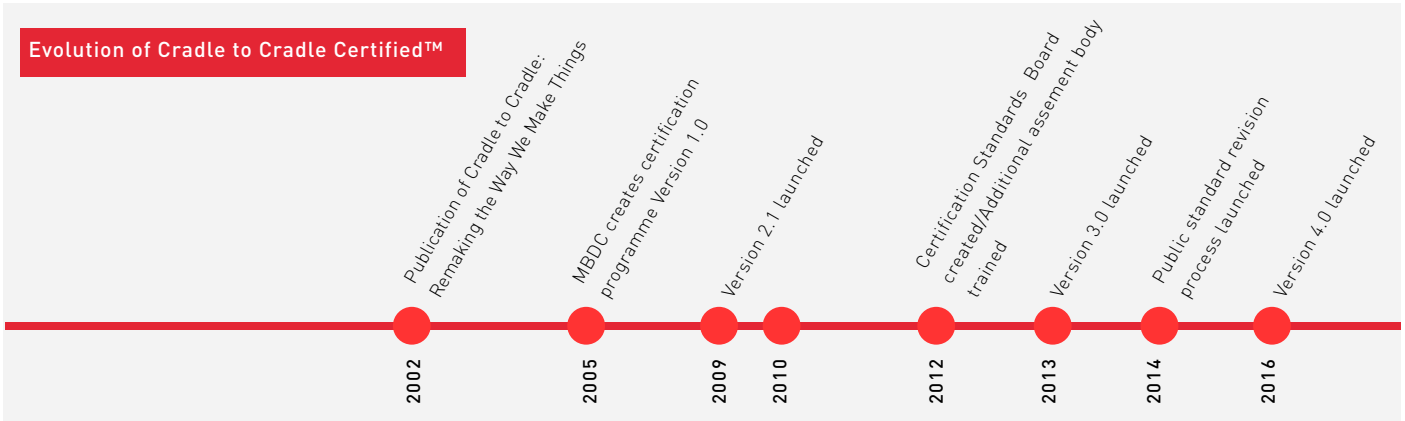 Evolution of Cradle to Cradle Certified™
Publication of Cradle to Cradle:
Remaking the Way We Make Things
MBDC creates certification
programme Version 1.0
Version 2.1 launched
Certification Standards Board
created/Additional assement body
trained
Version 3.0 launched
Public standard revision
process launched
Version 4.0 launched
2002
2005
2009
2010
2012
2013
2014
2016